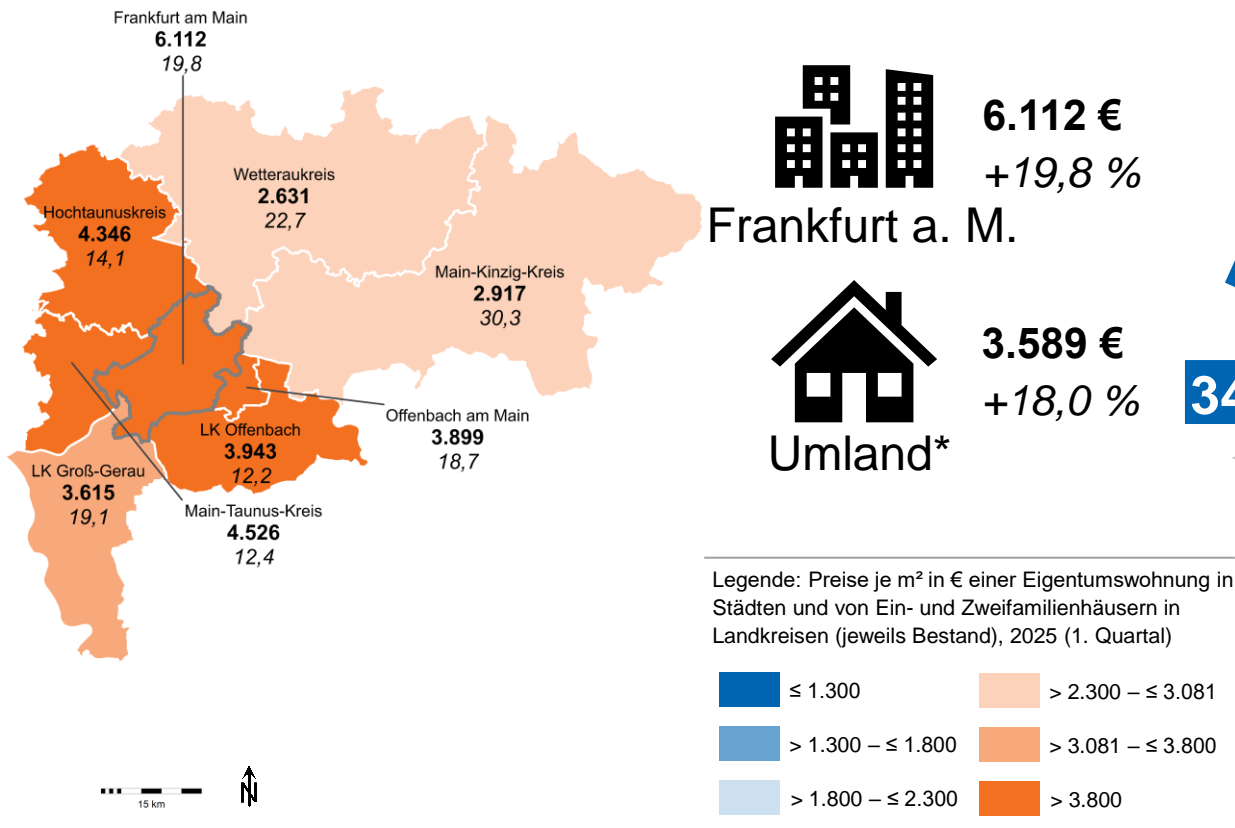 Frankfurt am Main
6.112
19,8
Wetteraukreis
2.631
22,7
Hochtaunuskreis
4.346
14,1
Main-Kinzig-Kreis
2.917
30,3
Offenbach am Main
3.899
18,7
LK Offenbach
3.943
12,2
LK Groß-Gerau
3.615
19,1
Main-Taunus-Kreis
4.526
12,4
15 km
N
6.112 €
+19,8 %
Frankfurt a. M.
3.589 €
+18,0 %
Umland*
34
Legende: Preise je m² in € einer Eigentumswohnung in
Städten und von Ein- und Zweifamilienhäusern in
Landkreisen (jeweils Bestand), 2025 (1. Quartal)
≤ 1.300
> 1.300 – ≤ 1.800
> 1.800 – ≤ 2.300
> 2.300 – ≤ 3.081
> 3.081 – ≤ 3.800
> 3.800